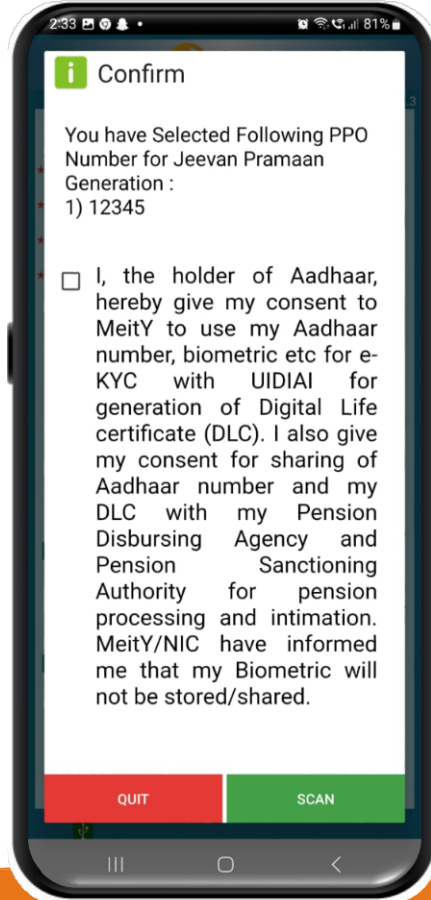 2:33 81%
i Confirm
.3
You have Selected Following PPO
Number for Jeevan Pramaan
Generation :
1) 12345
I, the holder of Aadhaar,
hereby give my consent to
MeitY to use my Aadhaar
number, biometric etc for e-
KYC with UIDIAI for
generation of Digital Life
certificate (DLC). I also give
my consent for sharing of
Aadhaar number and my
DLC with my Pension
Disbursing Agency and
Pension Sanctioning
Authority for pension
processing and intimation.
MeitY/NIC have informed
me that my Biometric will
not be stored/shared.
QUIT SCAN